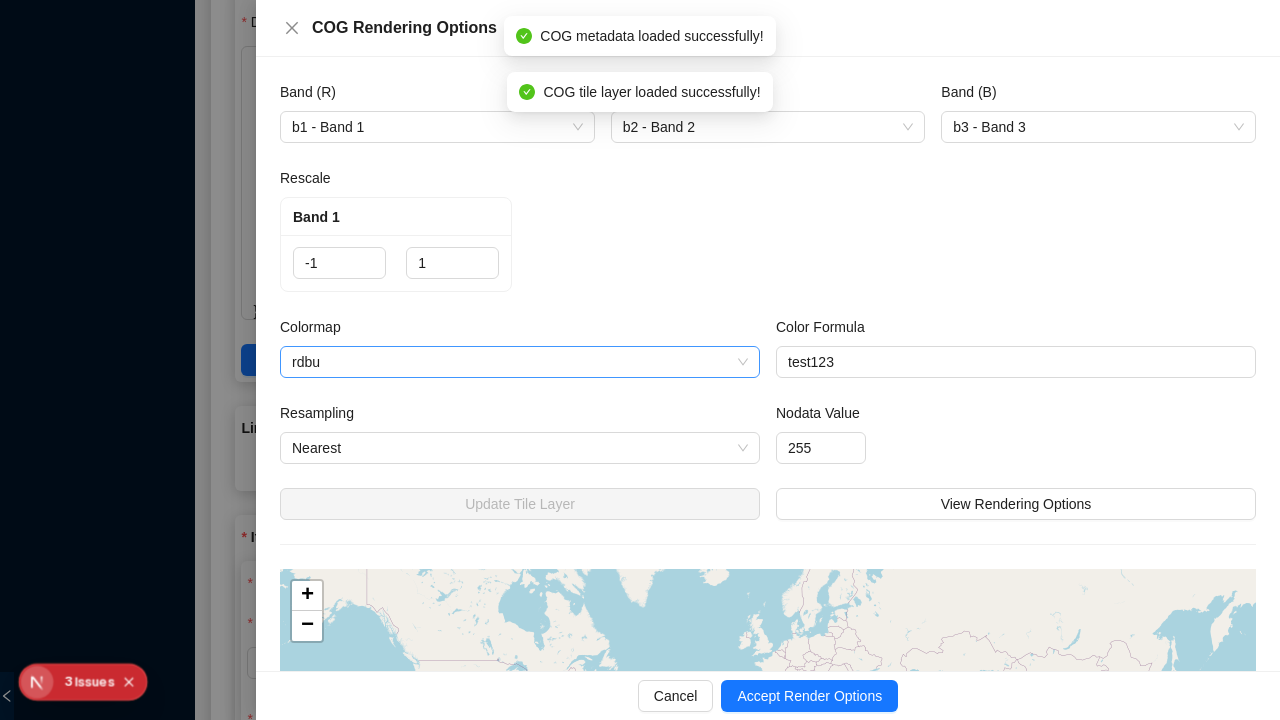 COG Rendering Options
COG metadata loaded successfully!
COG tile layer loaded successfully!
Band (R)
Band (B)
b1 - Band 1
b2 - Band 2
b3 - Band 3
Rescale
Band 1
-1
1
Colormap
Color Formula
rdbu
test123
Resampling
Nodata Value
Nearest
255
Update Tile Layer
View Rendering Options
+
−
3 Issues
Cancel
Accept Render Options